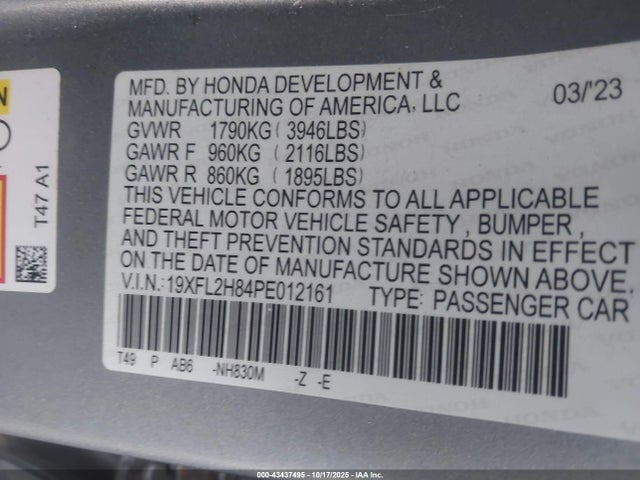 MFD. BY HONDA DEVELOPMENT &
MANUFACTURING OF AMERICA, LLC 03/'23
GVWR 1790KG ( 3946LBS)
GAWR F 960KG ( 2116LBS)
GAWR R 860KG ( 1895LBS)
THIS VEHICLE CONFORMS TO ALL APPLICABLE
FEDERAL MOTOR VEHICLE SAFETY , BUMPER ,
AND THEFT PREVENTION STANDARDS IN EFFECT
ON THE DATE OF MANUFACTURE SHOWN ABOVE.
V.I.N.:19XFL2H84PE012161 TYPE: PASSENGER CAR
T49 P AB6 -NH830M -Z -E
T47 A1
000-43437495 - 10/17/2025 - IAA Inc.